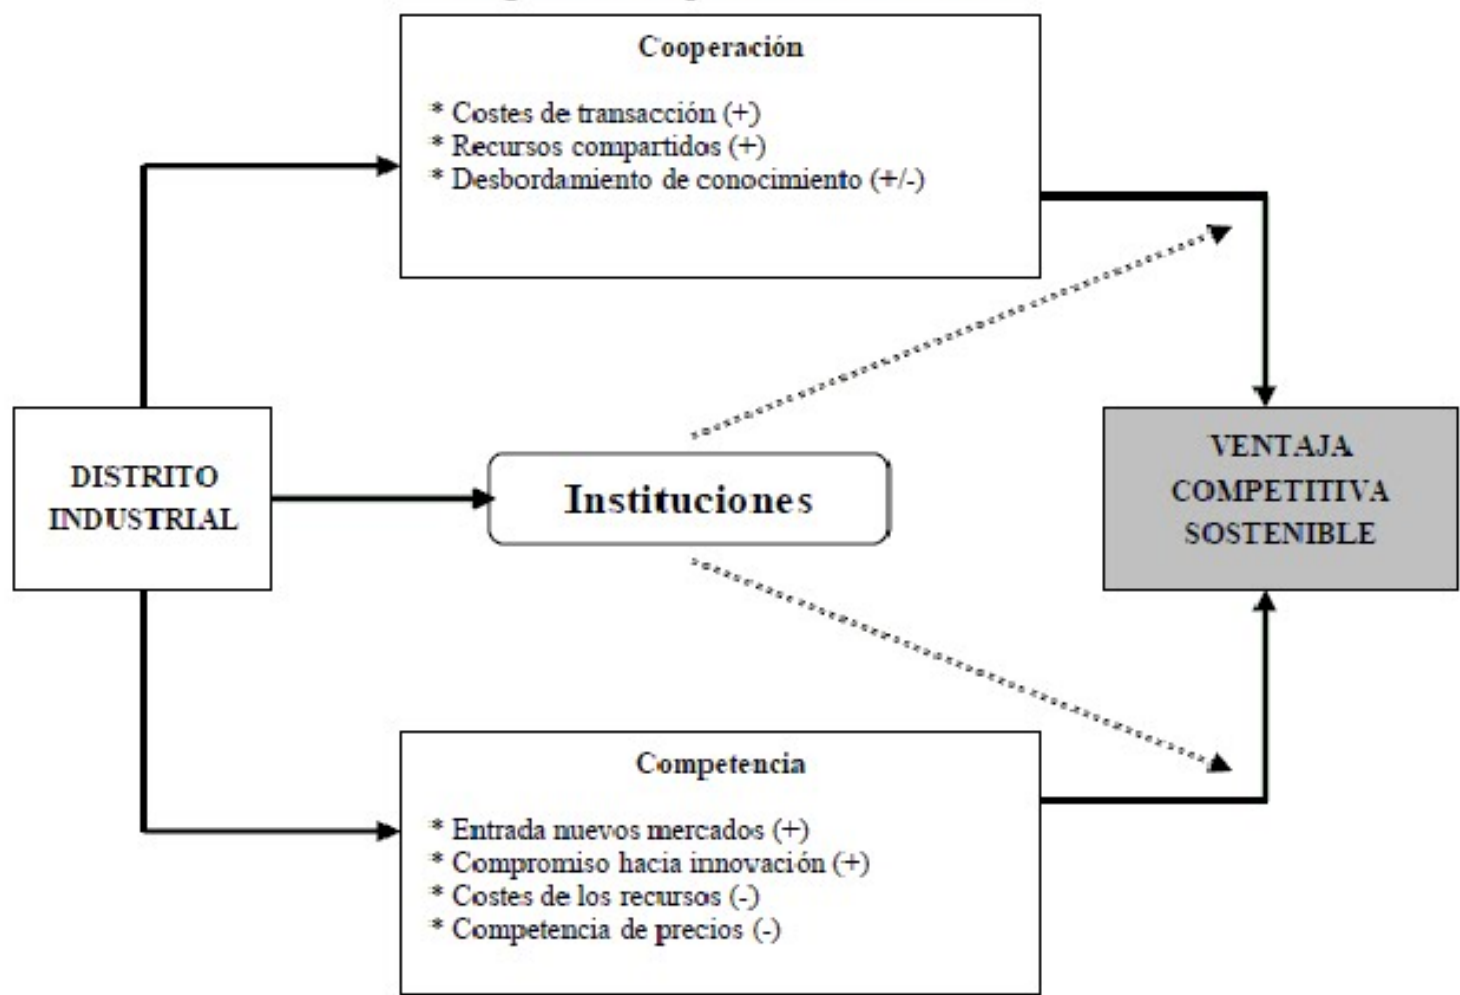 Cooperación
* Costes de transacción (+)
* Recursos compartidos (+)
* Desbordamiento de conocimiento (+/-)
DISTRITO
INDUSTRIAL
Instituciones
VENTAJA
COMPETITIVA
SOSTENIBLE
Competencia
* Entrada nuevos mercados (+)
* Compromiso hacia innovación (+)
* Costes de los recursos (-)
* Competencia de precios (-)